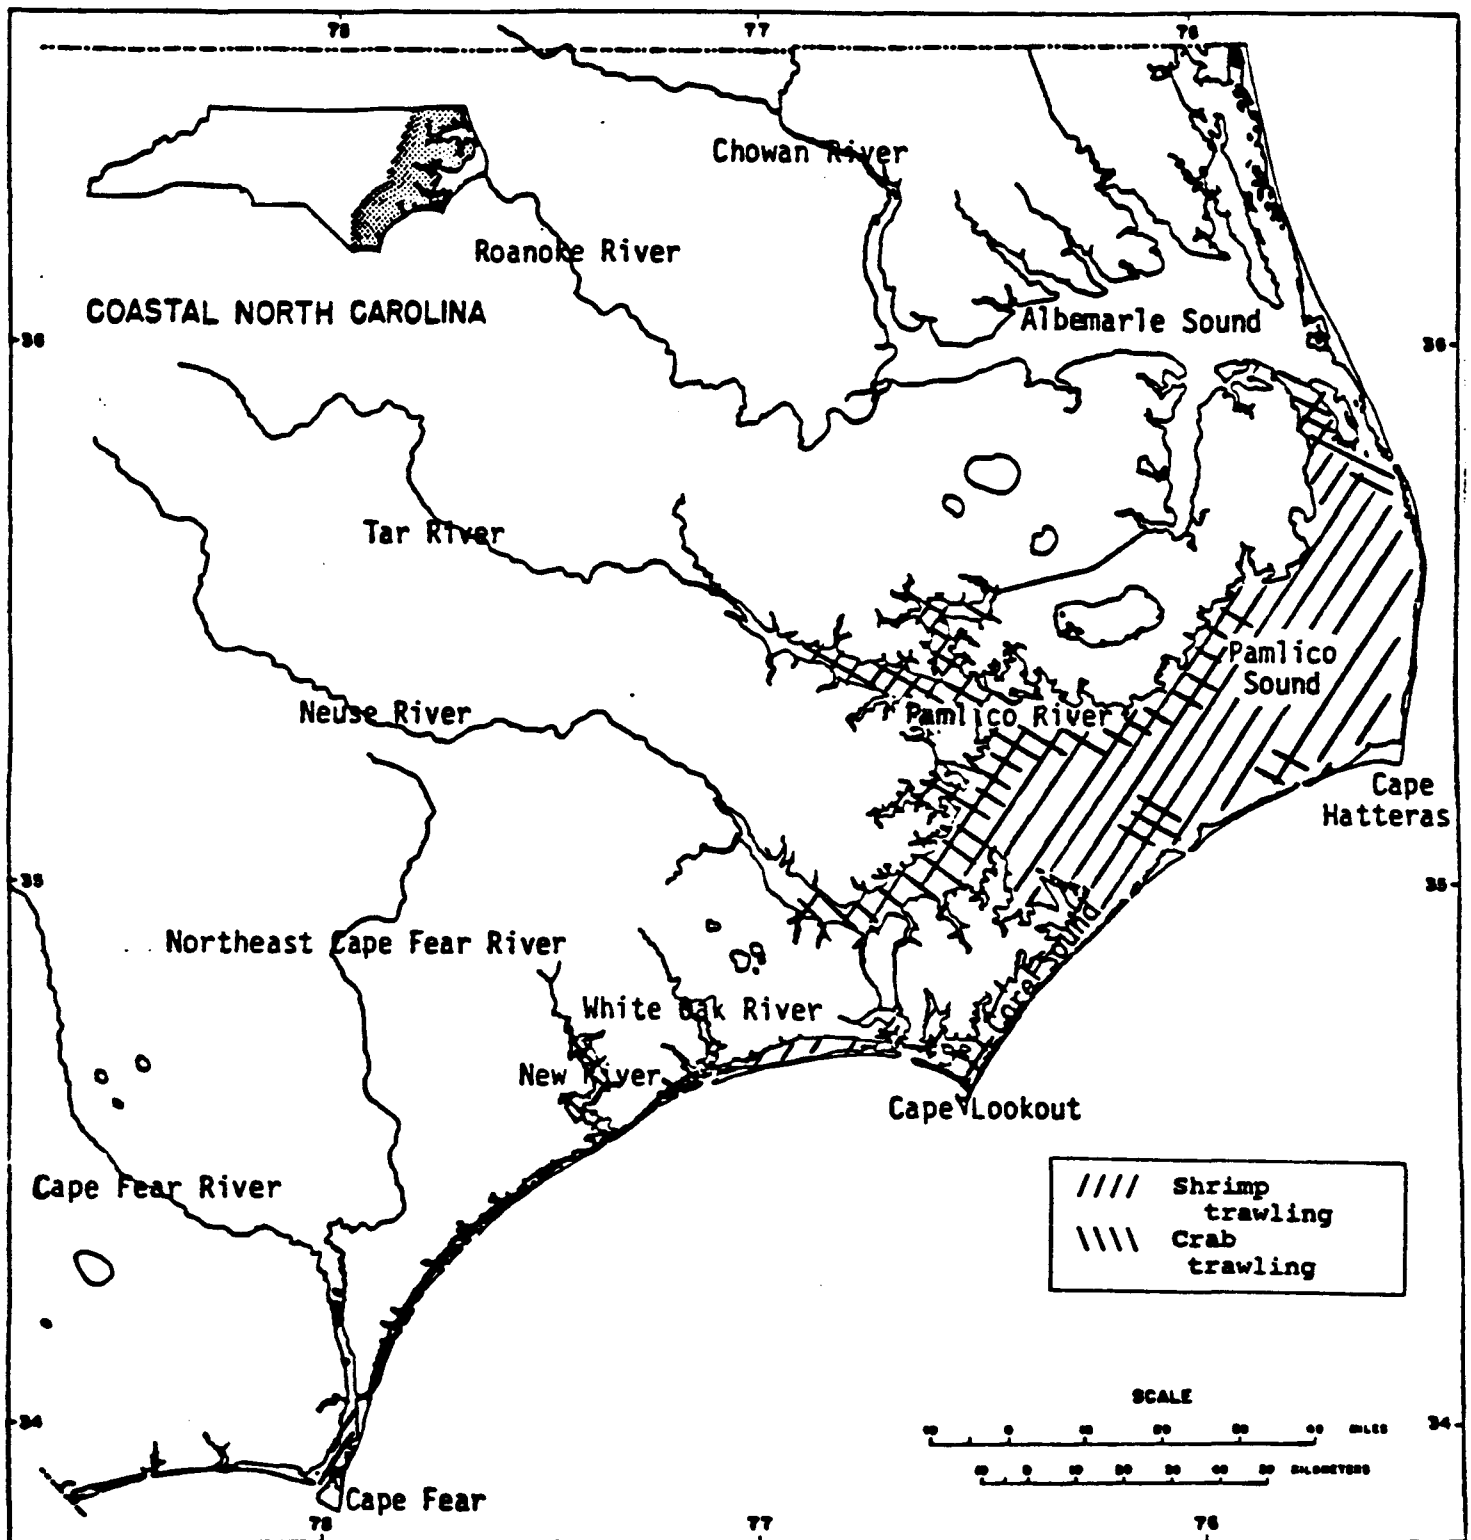 78 77 76
Chowan River
Roanoke River
COASTAL NORTH CAROLINA
Albemarle Sound
36 36
Tar River
Pamlico
Sound
Neuse River
Pamlico River
Cape
Hatteras
35 35
Core Sound
Northeast Cape Fear River
White Oak River
New River
Cape Lookout
//// Shrimp
trawling
\\\\ Crab
trawling
Cape Fear River
SCALE
34 34
MILES
KILOMETERS
Cape Fear
78 77 76